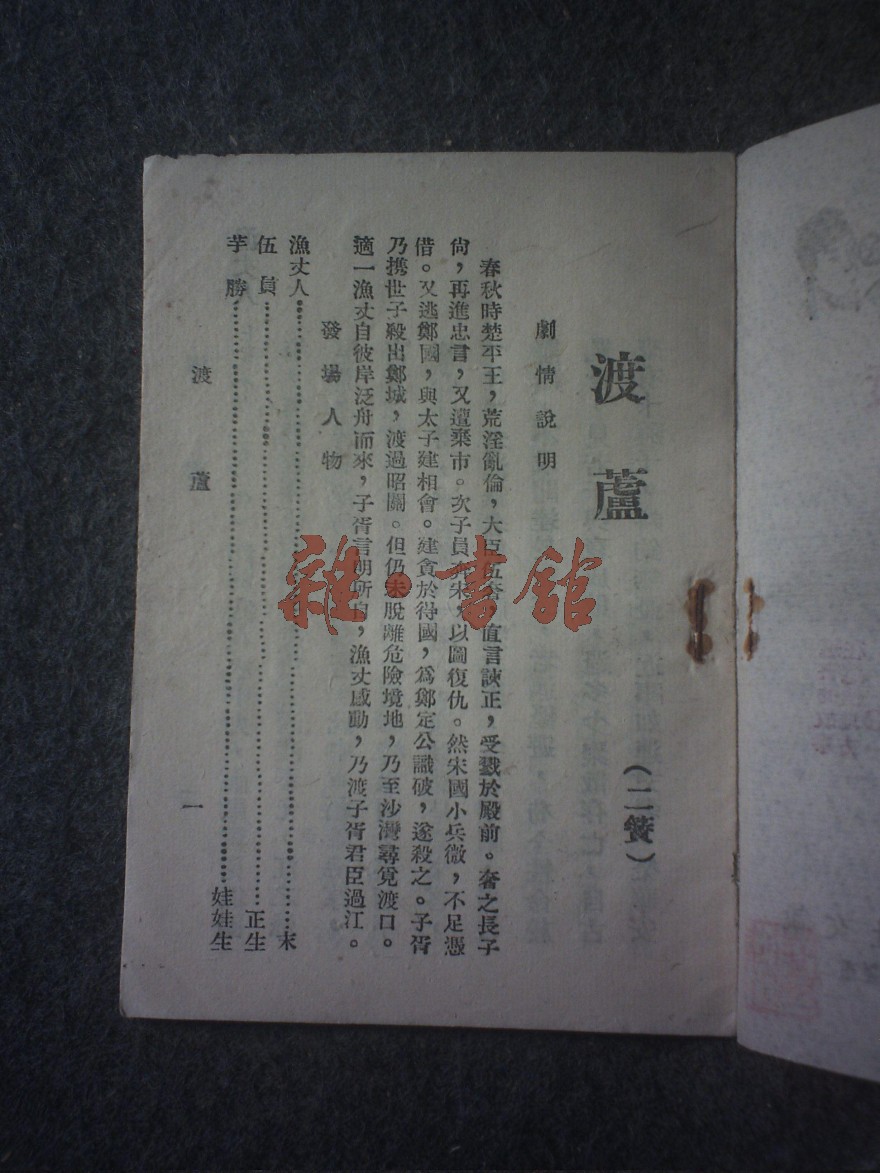 渡蘆
(二簧)
劇情說明
春秋時楚平王，荒淫亂倫，大臣伍奢，直言諫正，受戮於殿前。奢之長子
尙，再進忠言，又遭棄市。次子員奔宋，以圖復仇。然宋國小兵微，不足憑
借。又逃鄭國，與太子建相會。建貪於得國，爲鄭定公識破，遂殺之。子胥
乃携世子殺出鄭城，渡過昭關。但仍未脫離危險境地，乃至沙灣尋覓渡口。
適一漁丈自彼岸泛舟而來，子胥言明所自，漁丈感動，乃渡子胥君臣過江。
發場人物
漁丈人……………………末
伍員……………………正生
芋勝……………………娃娃生
渡蘆
一
雜·書館